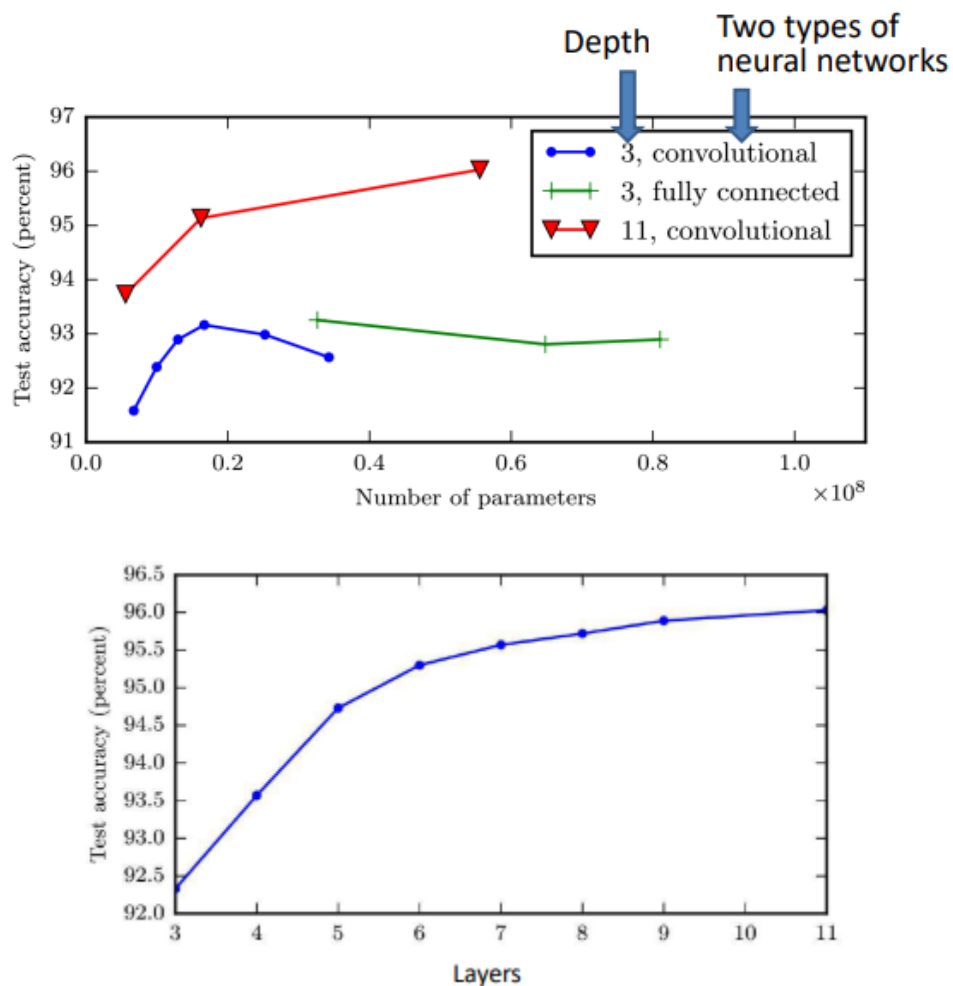 Depth
Two types of
neural networks
97
96
95
94
93
92
91
Test accuracy (percent)
3, convolutional
3, fully connected
11, convolutional
0.0 0.2 0.4 0.6 0.8 1.0
×10⁸
Number of parameters
96.5
96.0
95.5
95.0
94.5
94.0
93.5
93.0
92.5
92.0
Test accuracy (percent)
3 4 5 6 7 8 9 10 11
Layers